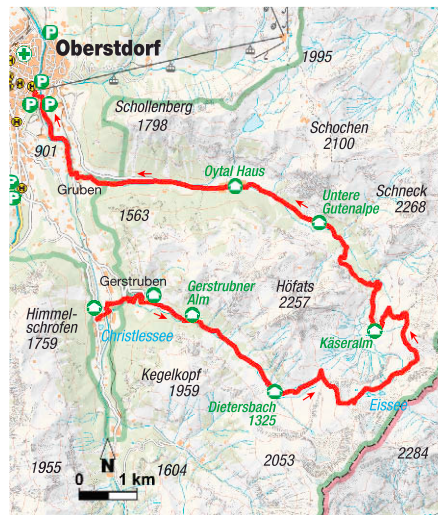 P
Oberstdorf
1995
P
H
P
P
H
Schollenberg
1798
H
Schochen
2100
901
Oytal Haus
Gruben
Untere
Gutenalpe
Schneck
2268
P
1563
Gerstruben
Gerstrubner
Alm
Höfats
2257
Himmel-
schrofen
1759
Christlessee
Käseralm
Kegelkopf
1959
Dietersbach
1325
Eissee
N
1955
0
1 km
1604
2053
2284